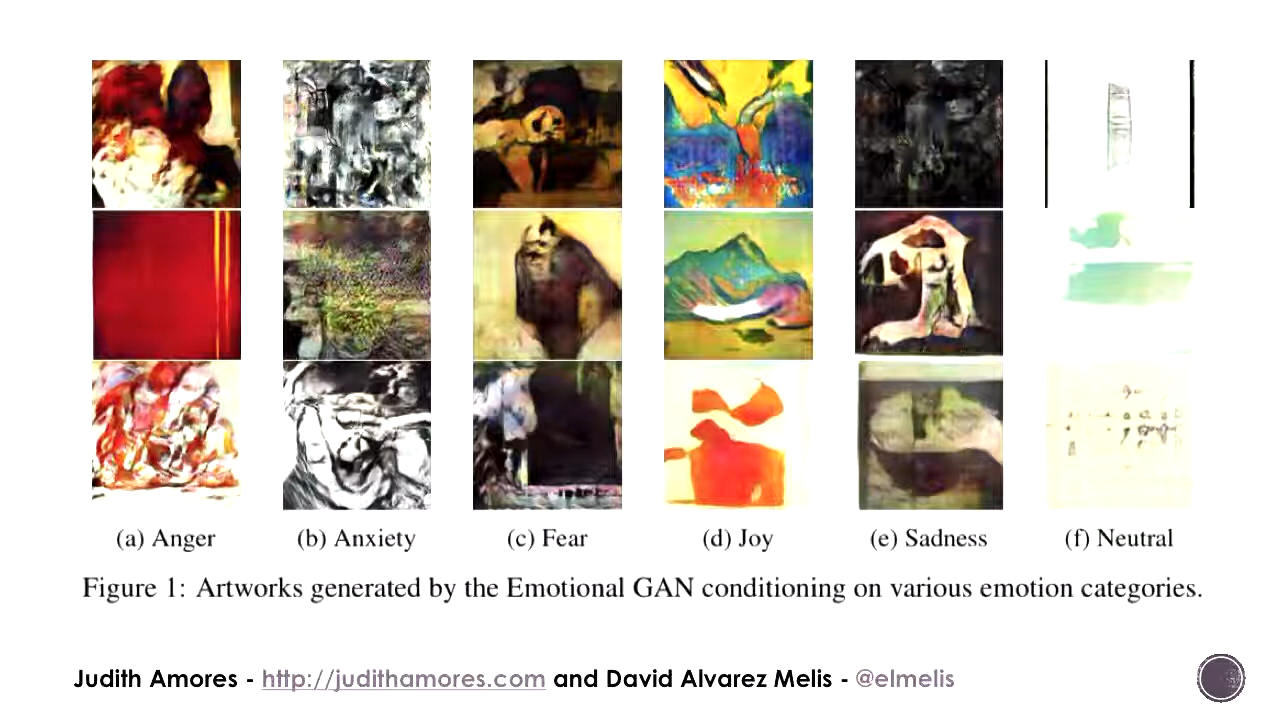 (a) Anger (b) Anxiety (c) Fear (d) Joy (e) Sadness (f) Neutral
Figure 1: Artworks generated by the Emotional GAN conditioning on various emotion categories.
Judith Amores - http://judithamores.com and David Alvarez Melis - @elmelis